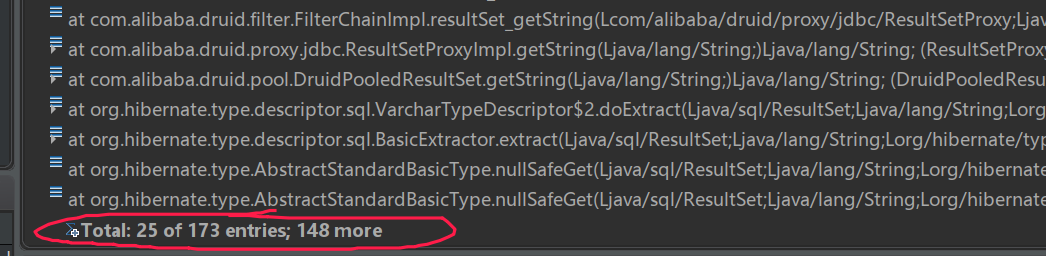 at com.alibaba.druid.filter.FilterChainImpl.resultSet_getString(Lcom/alibaba/druid/proxy/jdbc/ResultSetProxy;Ljav
at com.alibaba.druid.proxy.jdbc.ResultSetProxyImpl.getString(Ljava/lang/String;)Ljava/lang/String; (ResultSetProxy
at com.alibaba.druid.pool.DruidPooledResultSet.getString(Ljava/lang/String;)Ljava/lang/String; (DruidPooledResu
at org.hibernate.type.descriptor.sql.VarcharTypeDescriptor$2.doExtract(Ljava/sql/ResultSet;Ljava/lang/String;Lorg
at org.hibernate.type.descriptor.sql.BasicExtractor.extract(Ljava/sql/ResultSet;Ljava/lang/String;Lorg/hibernate/typ
at org.hibernate.type.AbstractStandardBasicType.nullSafeGet(Ljava/sql/ResultSet;Ljava/lang/String;Lorg/hibernate
at org.hibernate.type.AbstractStandardBasicType.nullSafeGet(Ljava/sql/ResultSet;Ljava/lang/String;Lorg/hibernate
Total: 25 of 173 entries; 148 more